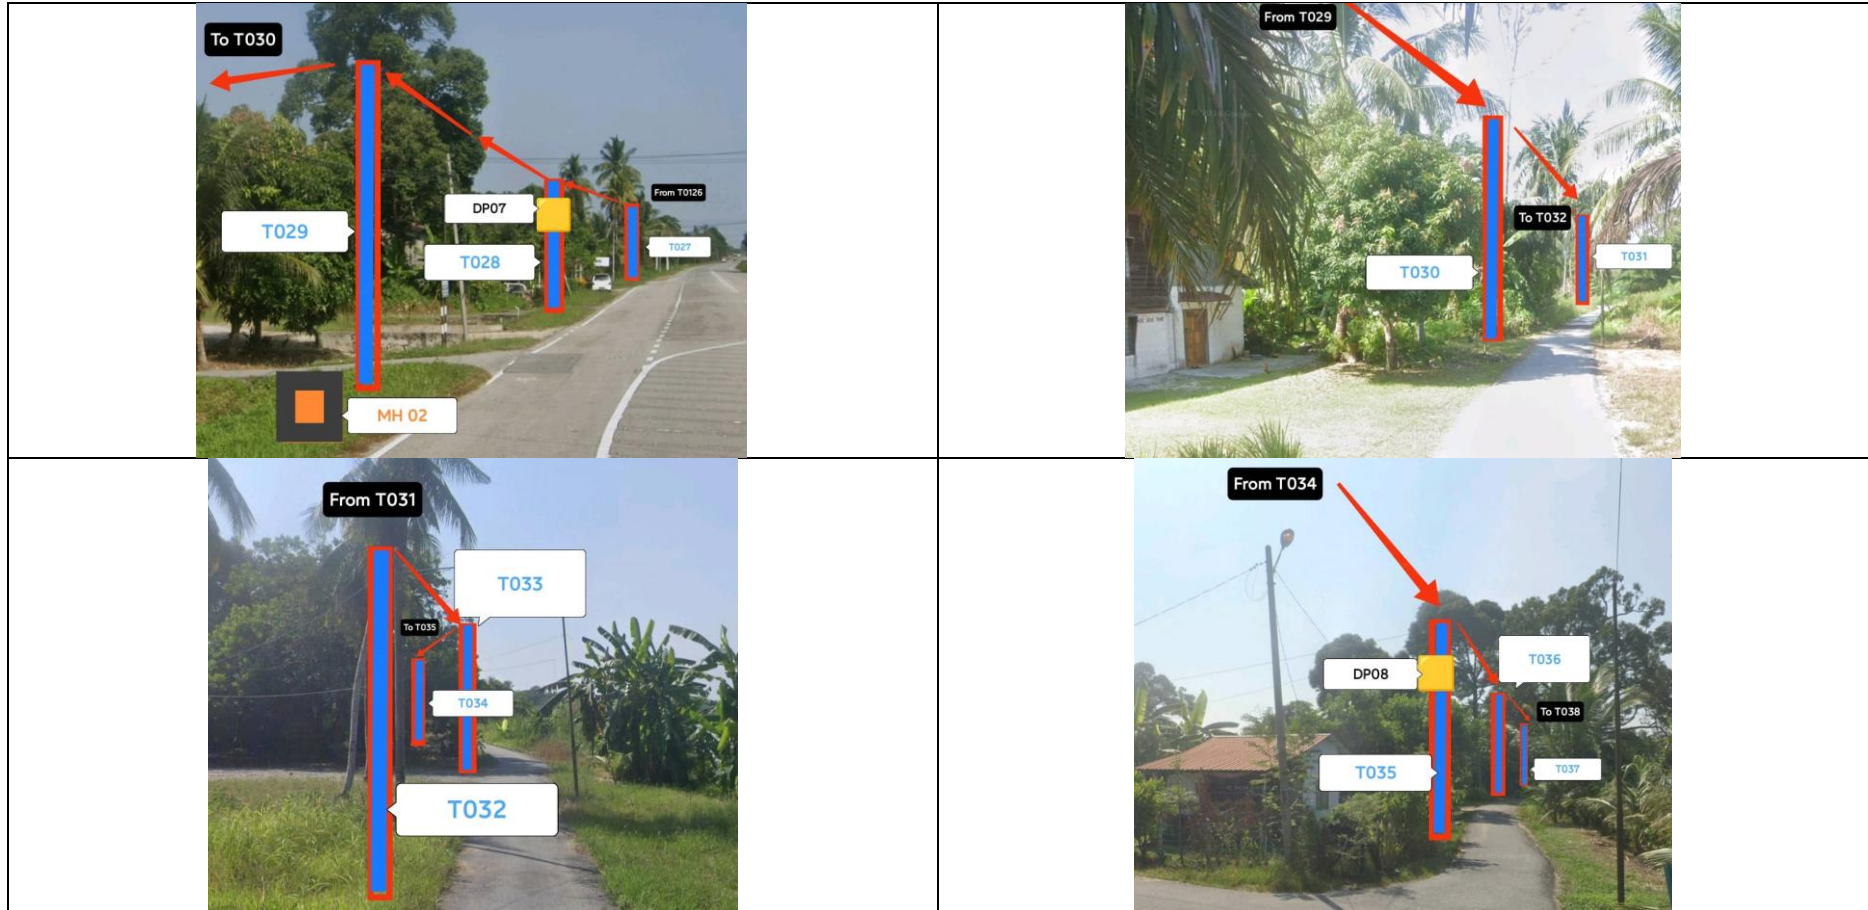 To T030
From T0126
DP07
T029
T028
T027
MH 02
From T029
To T032
T031
T030
From T031
T033
To T035
T034
T032
From T034
T036
DP08
To T038
T035
T037